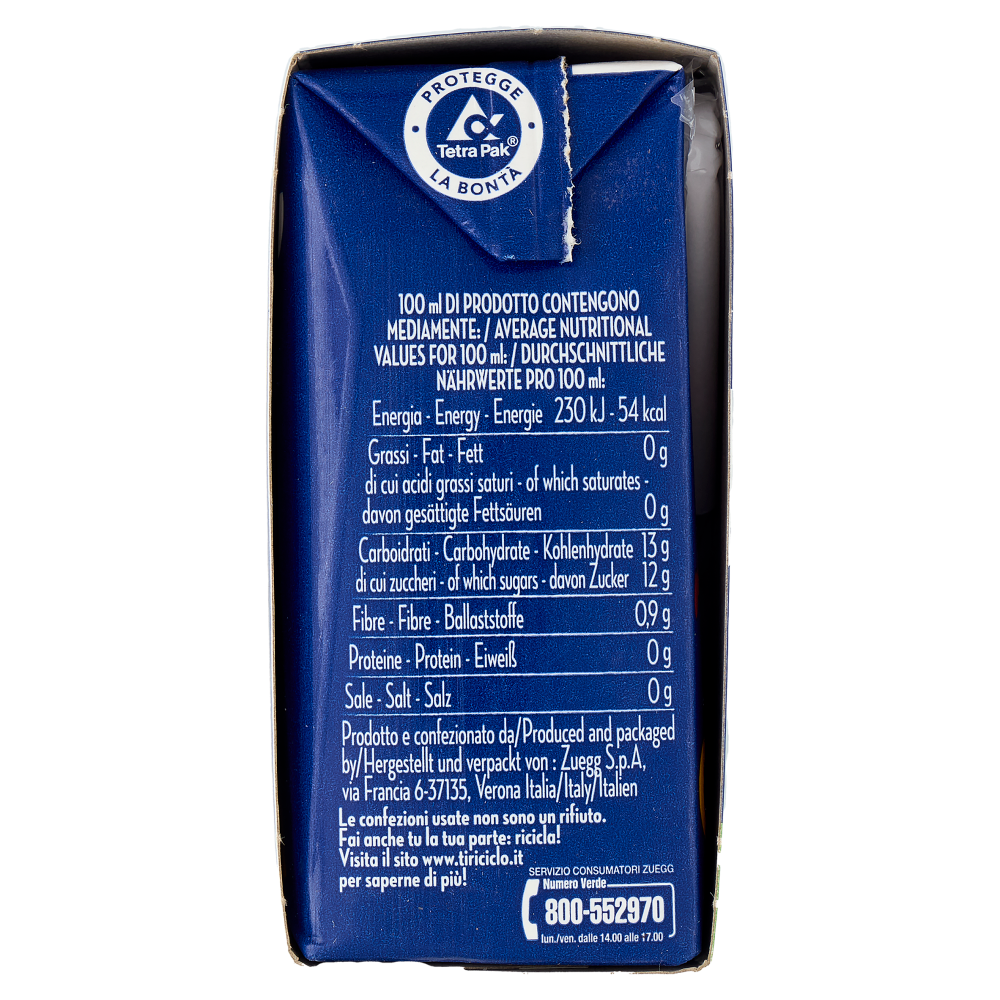 PROTEGGE
Tetra Pak®
LA BONTÀ
100 ml DI PRODOTTO CONTENGONO
MEDIAMENTE: / AVERAGE NUTRITIONAL
VALUES FOR 100 ml: / DURCHSCHNITTLICHE
NÄHRWERTE PRO 100 ml:
Energia - Energy - Energie 230 kJ - 54 kcal
Grassi - Fat - Fett 0 g
di cui acidi grassi saturi - of which saturates -
davon gesättigte Fettsäuren 0 g
Carboidrati - Carbohydrate - Kohlenhydrate 13 g
di cui zuccheri - of which sugars - davon Zucker 12 g
Fibre - Fibre - Ballaststoffe 0,9 g
Proteine - Protein - Eiweiß 0 g
Sale - Salt - Salz 0 g
Prodotto e confezionato da/Produced and packaged
by/Hergestellt und verpackt von : Zuegg S.p.A,
via Francia 6-37135, Verona Italia/Italy/Italien
Le confezioni usate non sono un rifiuto.
Fai anche tu la tua parte: ricicla!
Visita il sito www.tiriciclo.it
per saperne di più!
SERVIZIO CONSUMATORI ZUEGG
Numero Verde
800-552970
lun./ven. dalle 14.00 alle 17.00